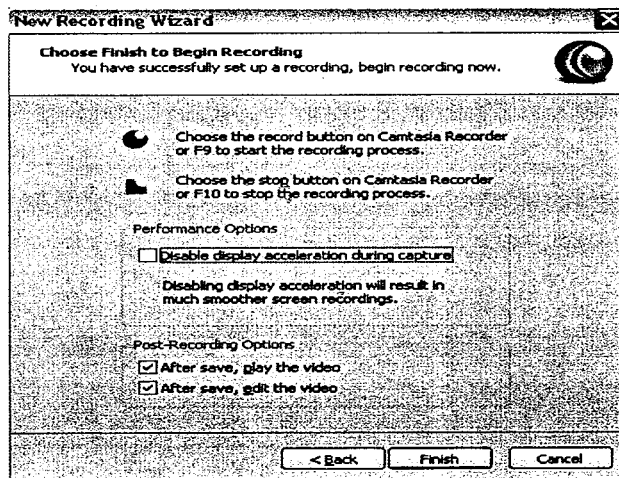 New Recording Wizard
Choose Finish to Begin Recording
You have successfully set up a recording, begin recording now.
Choose the record button on Camtasia Recorder
or F9 to start the recording process.
Choose the stop button on Camtasia Recorder
or F10 to stop the recording process.
Performance Options
Disable display acceleration during capture
Disabling display acceleration will result in
much smoother screen recordings.
Post-Recording Options
After save, play the video
After save, edit the video
< Back Finish Cancel